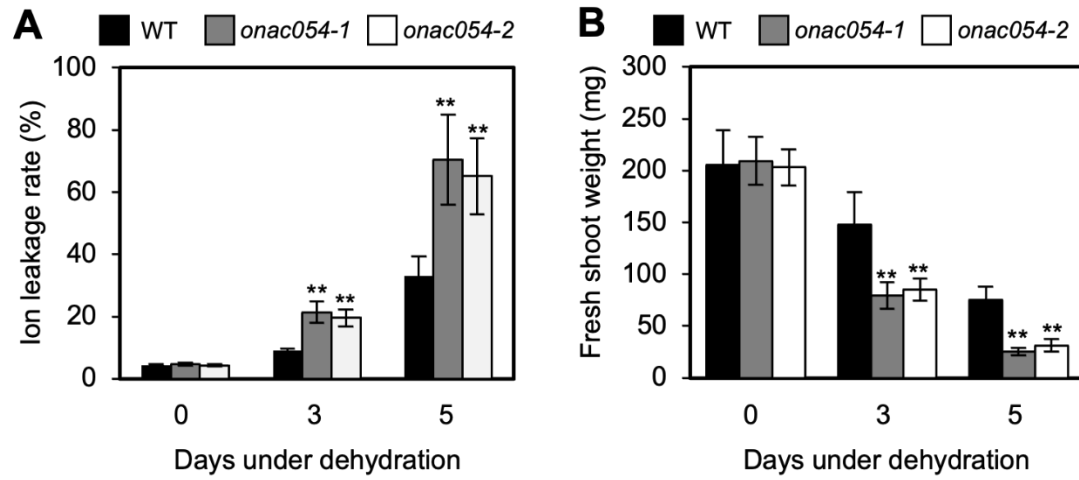 A
WT onac054-1 onac054-2
Ion leakage rate (%)
100
80
60
40
20
0
** ** ** **
0 3 5
Days under dehydration
B
WT onac054-1 onac054-2
Fresh shoot weight (mg)
300
250
200
150
100
50
0
** ** ** **
0 3 5
Days under dehydration